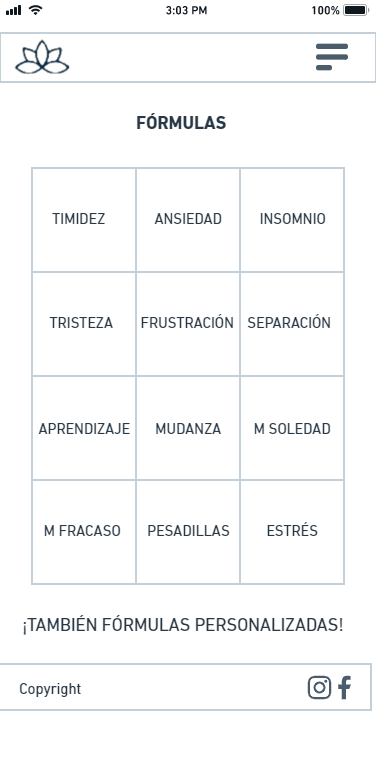 3:03 PM 100%
FÓRMULAS
TIMIDEZ ANSIEDAD INSOMNIO
TRISTEZA FRUSTRACIÓN SEPARACIÓN
APRENDIZAJE MUDANZA M SOLEDAD
M FRACASO PESADILLAS ESTRÉS
¡TAMBIÉN FÓRMULAS PERSONALIZADAS!
Copyright